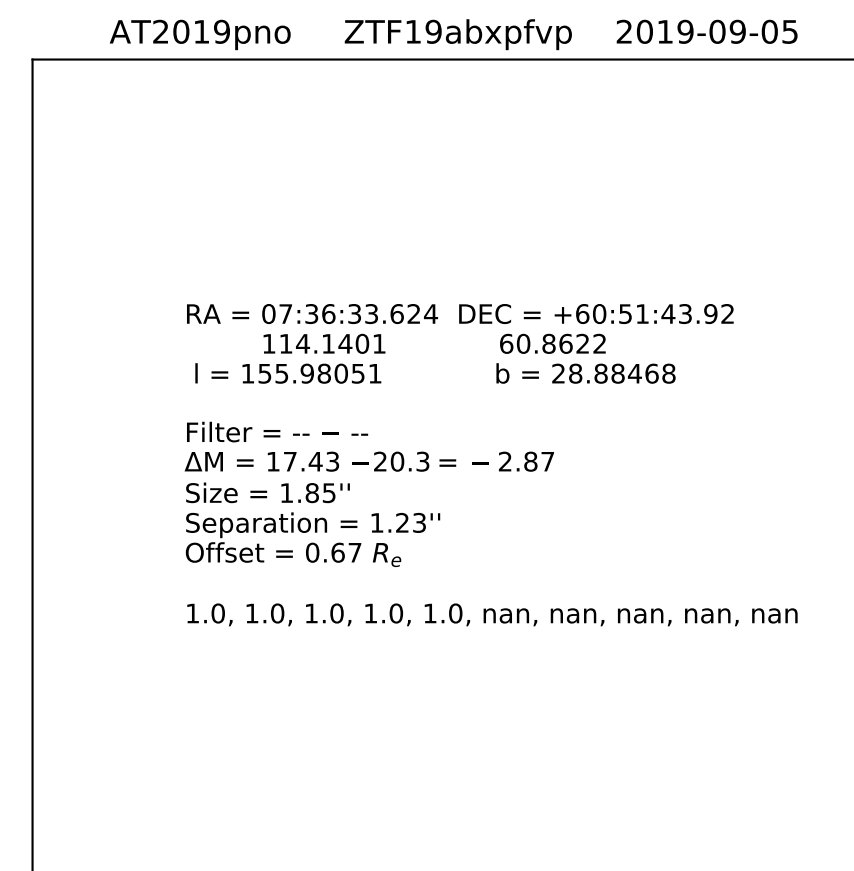 AT2019pno ZTF19abxpfvp 2019-09-05
RA = 07:36:33.624 DEC = +60:51:43.92
114.1401 60.8622
l = 155.98051 b = 28.88468
Filter = -- − --
ΔM = 17.43 −20.3 = − 2.87
Size = 1.85''
Separation = 1.23''
Offset = 0.67 Rₑ
1.0, 1.0, 1.0, 1.0, 1.0, nan, nan, nan, nan, nan